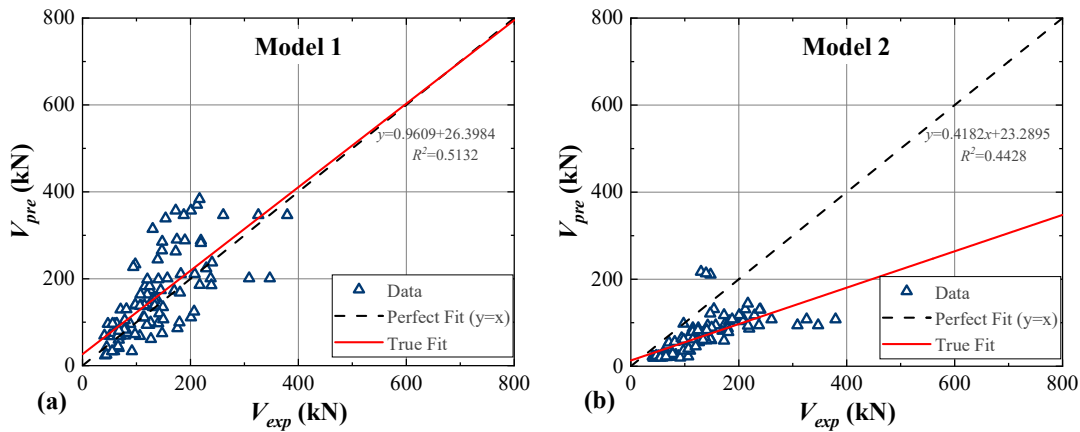 Model 1
800
600
400
200
0
V_pre (kN)
y=0.9609+26.3984
R²=0.5132
Data
Perfect Fit (y=x)
True Fit
0 200 400 600 800
(a)
V_exp (kN)
Model 2
800
600
400
200
0
V_pre (kN)
y=0.4182x+23.2895
R²=0.4428
Data
Perfect Fit (y=x)
True Fit
0 200 400 600 800
(b)
V_exp (kN)